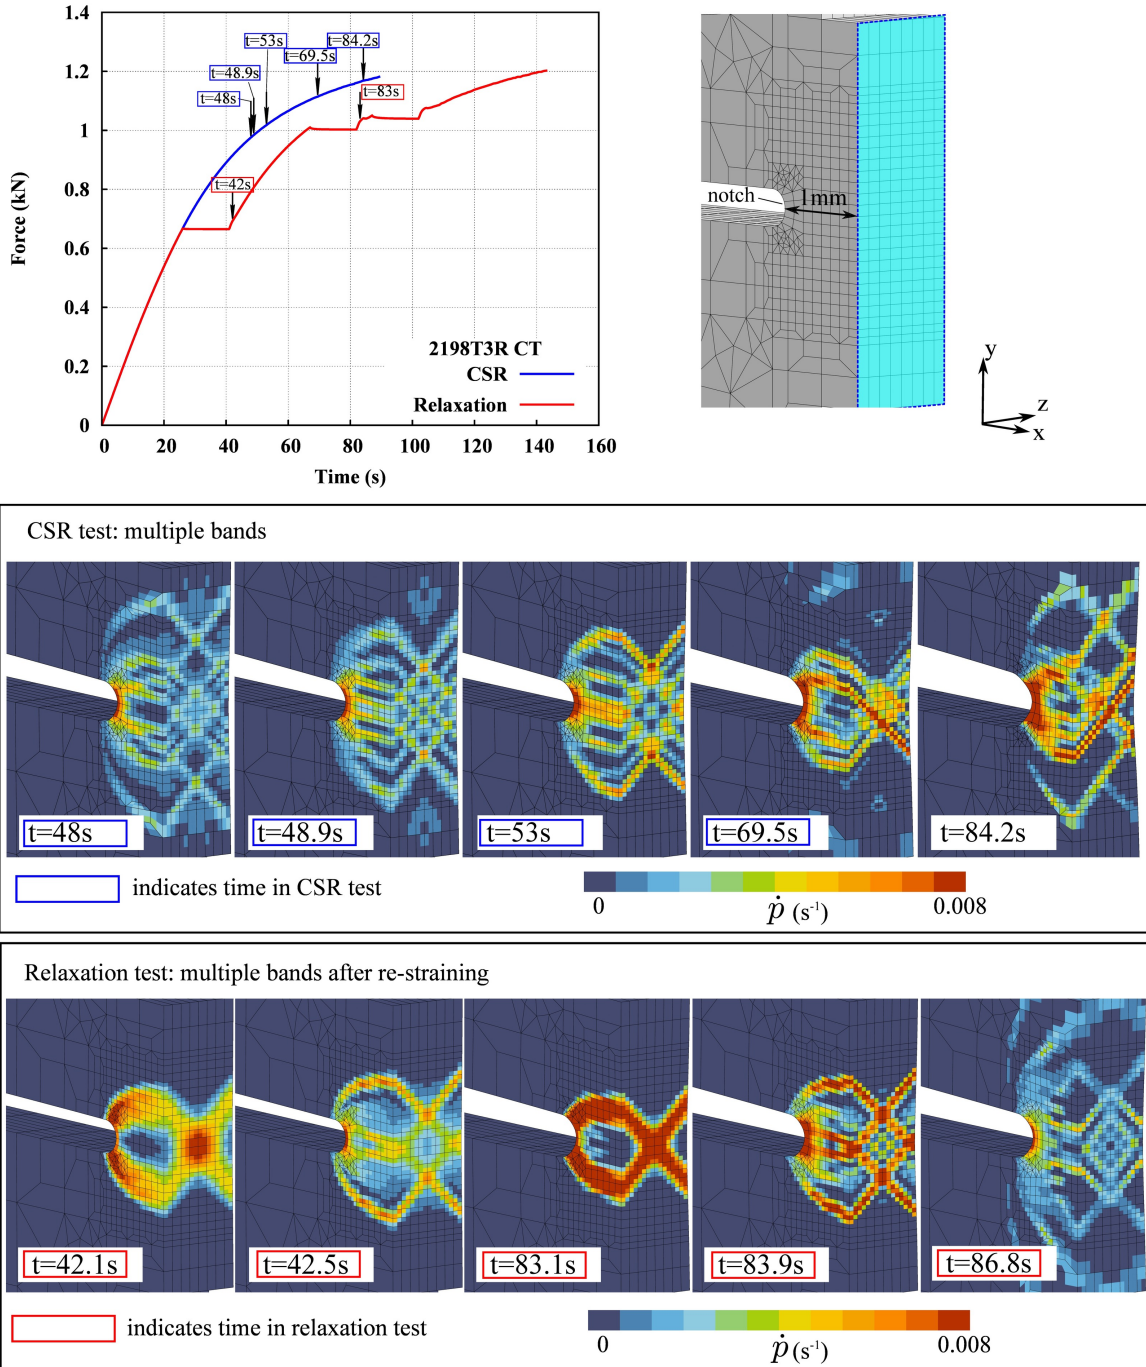 1.4
1.2
1
0.8
0.6
0.4
0.2
0
Force (kN)
0 20 40 60 80 100 120 140 160
Time (s)
t=48s
t=48.9s
t=53s
t=69.5s
t=84.2s
t=83s
t=42s
2198T3R CT
CSR
Relaxation
notch
1mm
y
z
x
CSR test: multiple bands
t=48s t=48.9s t=53s t=69.5s t=84.2s
indicates time in CSR test
0 ṗ (s⁻¹) 0.008
Relaxation test: multiple bands after re-straining
t=42.1s t=42.5s t=83.1s t=83.9s t=86.8s
indicates time in relaxation test
0 ṗ (s⁻¹) 0.008